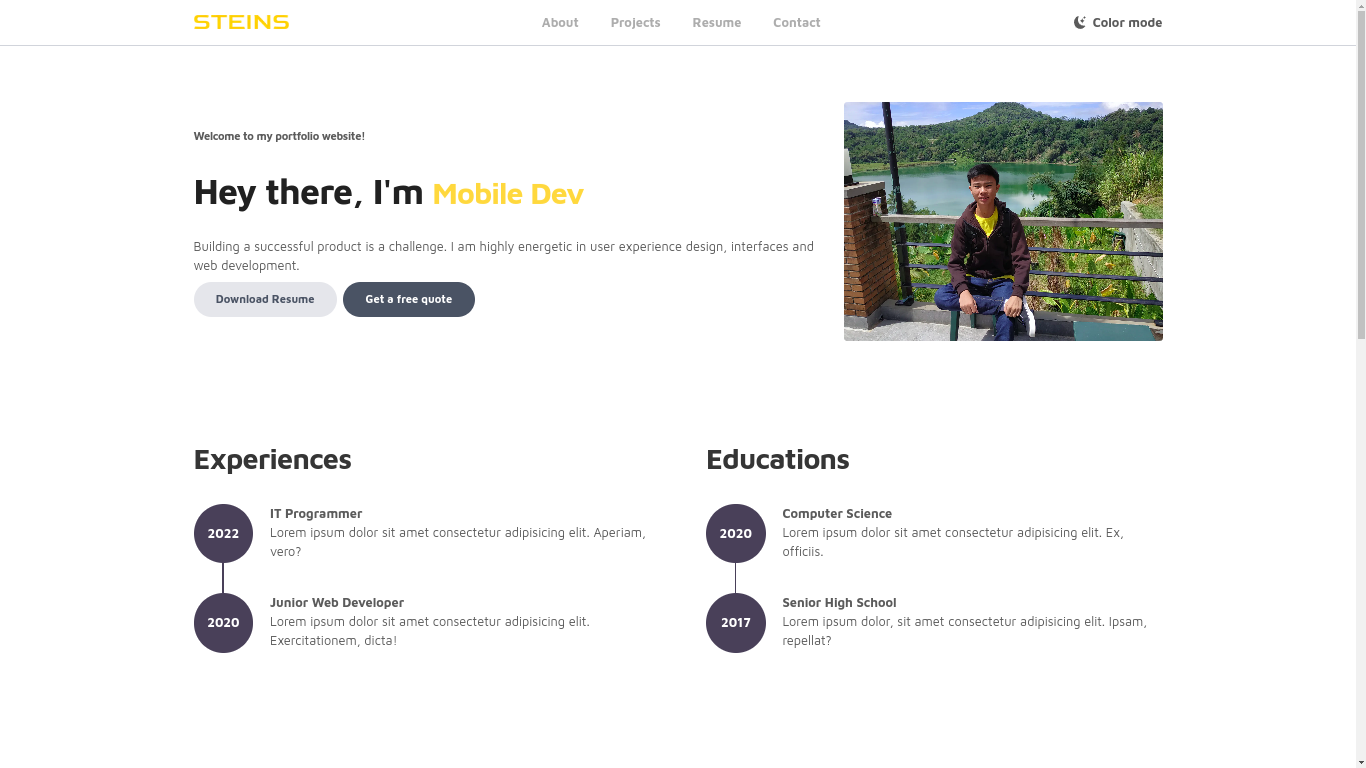 STEINS
About
Projects
Resume
Contact
Color mode
Welcome to my portfolio website!
Hey there, I'm Mobile Dev
Building a successful product is a challenge. I am highly energetic in user experience design, interfaces and
web development.
Download Resume
Get a free quote
Experiences
2022
IT Programmer
Lorem ipsum dolor sit amet consectetur adipisicing elit. Aperiam,
vero?
2020
Junior Web Developer
Lorem ipsum dolor sit amet consectetur adipisicing elit.
Exercitationem, dicta!
Educations
2020
Computer Science
Lorem ipsum dolor sit amet consectetur adipisicing elit. Ex,
officiis.
2017
Senior High School
Lorem ipsum dolor, sit amet consectetur adipisicing elit. Ipsam,
repellat?